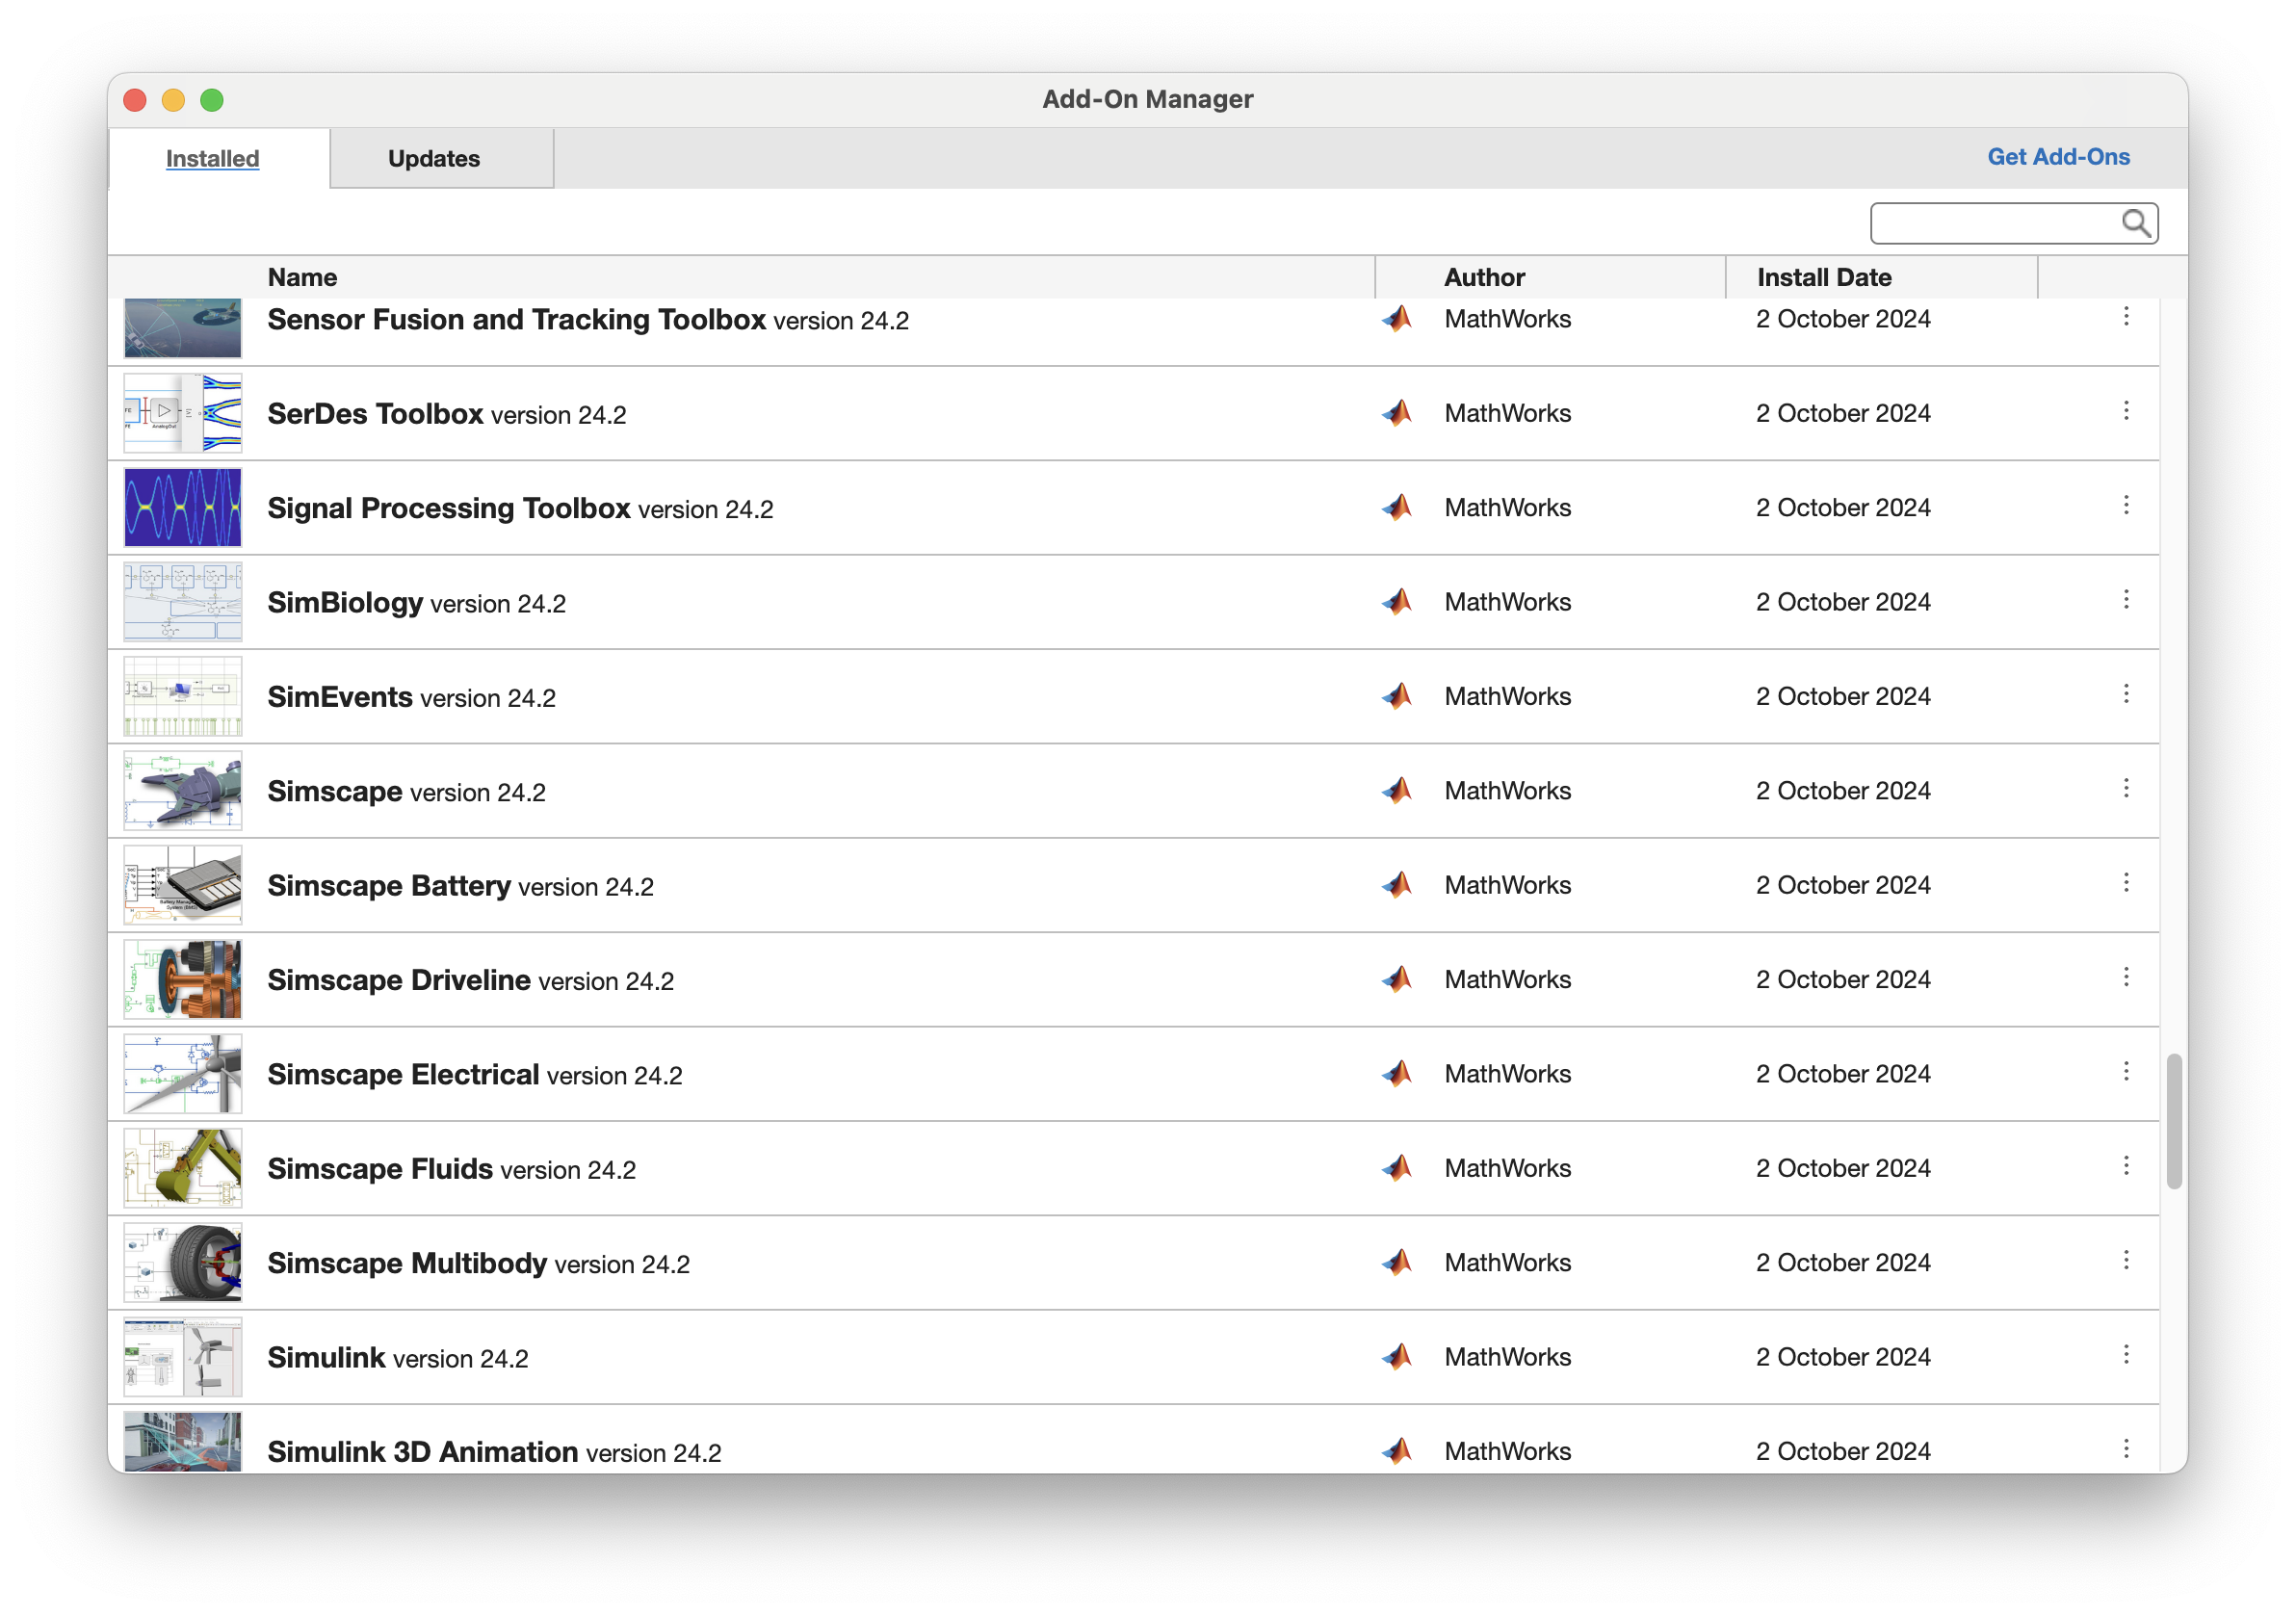 Add-On Manager
Installed Updates Get Add-Ons
Name Author Install Date
Sensor Fusion and Tracking Toolbox version 24.2 MathWorks 2 October 2024
SerDes Toolbox version 24.2 MathWorks 2 October 2024
Signal Processing Toolbox version 24.2 MathWorks 2 October 2024
SimBiology version 24.2 MathWorks 2 October 2024
SimEvents version 24.2 MathWorks 2 October 2024
Simscape version 24.2 MathWorks 2 October 2024
Simscape Battery version 24.2 MathWorks 2 October 2024
Simscape Driveline version 24.2 MathWorks 2 October 2024
Simscape Electrical version 24.2 MathWorks 2 October 2024
Simscape Fluids version 24.2 MathWorks 2 October 2024
Simscape Multibody version 24.2 MathWorks 2 October 2024
Simulink version 24.2 MathWorks 2 October 2024
Simulink 3D Animation version 24.2 MathWorks 2 October 2024